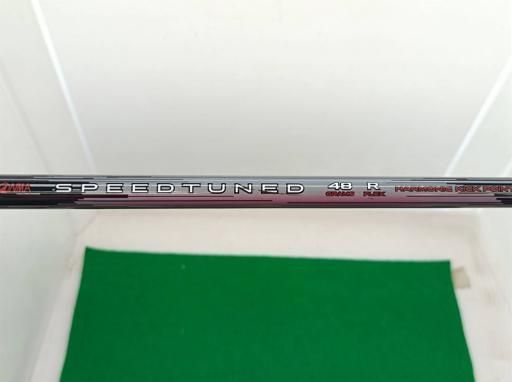 SPEEDTUNED 48 GRAMS R FLEX HARMONIC KICK POINT